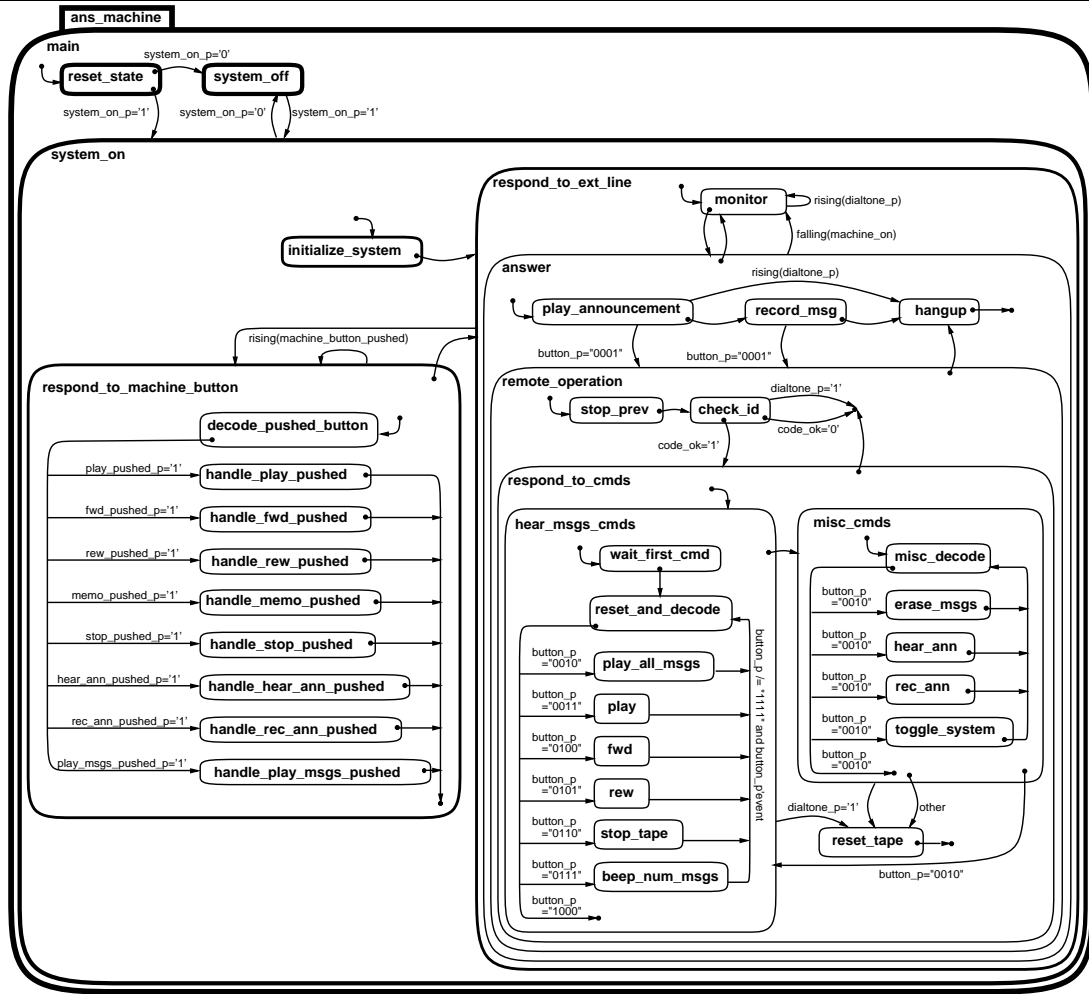 ans_machine
main
system_on_p='0'
reset_state
system_off
system_on_p='1'
system_on_p='0'
system_on_p='1'
system_on
initialize_system
rising(machine_button_pushed)
respond_to_machine_button
decode_pushed_button
play_pushed_p='1'
handle_play_pushed
fwd_pushed_p='1'
handle_fwd_pushed
rew_pushed_p='1'
handle_rew_pushed
memo_pushed_p='1'
handle_memo_pushed
stop_pushed_p='1'
handle_stop_pushed
hear_ann_pushed_p='1'
handle_hear_ann_pushed
rec_ann_pushed_p='1'
handle_rec_ann_pushed
play_msgs_pushed_p='1'
handle_play_msgs_pushed
respond_to_ext_line
monitor
rising(dialtone_p)
falling(machine_on)
answer
rising(dialtone_p)
play_announcement
record_msg
hangup
button_p="0001"
button_p="0001"
remote_operation
dialtone_p='1'
stop_prev
check_id
code_ok='0'
code_ok='1'
respond_to_cmds
hear_msgs_cmds
wait_first_cmd
reset_and_decode
button_p
="0010"
play_all_msgs
button_p
="0011"
play
button_p
="0100"
fwd
button_p
="0101"
rew
button_p
="0110"
stop_tape
button_p
="0111"
beep_num_msgs
button_p
="1000"
button_p /= "1111" and button_p'event
misc_cmds
misc_decode
button_p
="0010"
erase_msgs
button_p
="0010"
hear_ann
button_p
="0010"
rec_ann
button_p
="0010"
toggle_system
button_p
="0010"
dialtone_p='1'
other
reset_tape
button_p="0010"